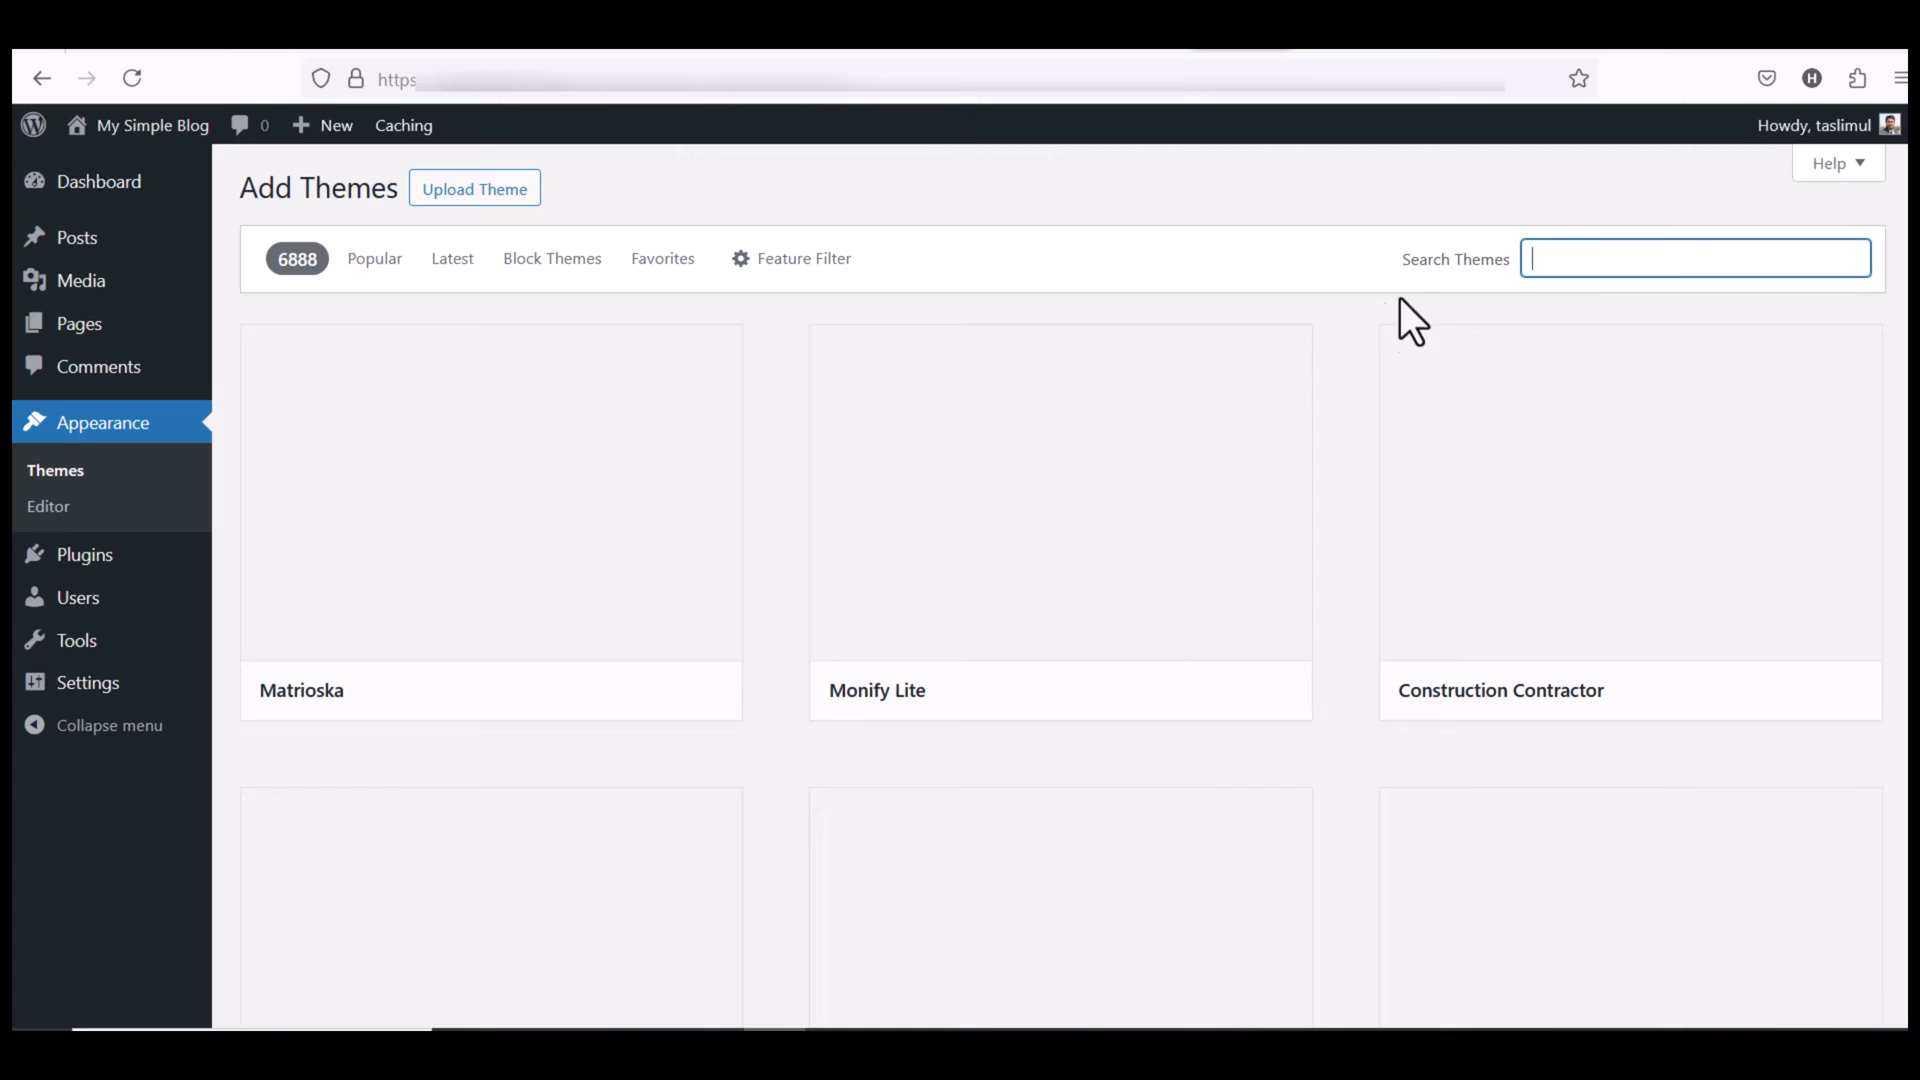 https
My Simple Blog 0 New Caching Howdy, taslimul
Help
Dashboard
Posts
Media
Pages
Comments
Appearance
Themes
Editor
Plugins
Users
Tools
Settings
Collapse menu
Add Themes Upload Theme
6888 Popular Latest Block Themes Favorites Feature Filter Search Themes
Matrioska Monify Lite Construction Contractor